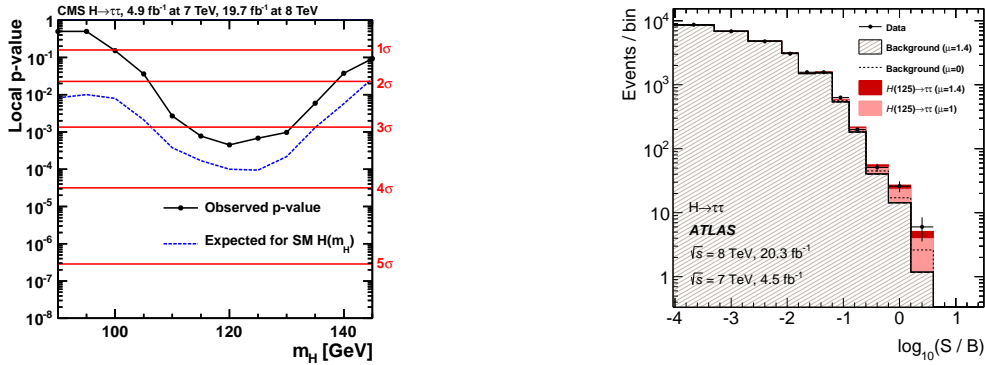 CMS H→ττ, 4.9 fb⁻¹ at 7 TeV, 19.7 fb⁻¹ at 8 TeV
Local p-value
1
10⁻¹
10⁻²
10⁻³
10⁻⁴
10⁻⁵
10⁻⁶
10⁻⁷
10⁻⁸
1σ
2σ
3σ
4σ
5σ
Observed p-value
Expected for SM H(m_H)
100
120
140
m_H [GeV]
Events / bin
10⁴
10³
10²
10
1
Data
Background (μ=1.4)
Background (μ=0)
H(125)→ττ (μ=1.4)
H(125)→ττ (μ=1)
H→ττ
ATLAS
√s = 8 TeV, 20.3 fb⁻¹
√s = 7 TeV, 4.5 fb⁻¹
-4
-3
-2
-1
0
1
log₁₀(S / B)